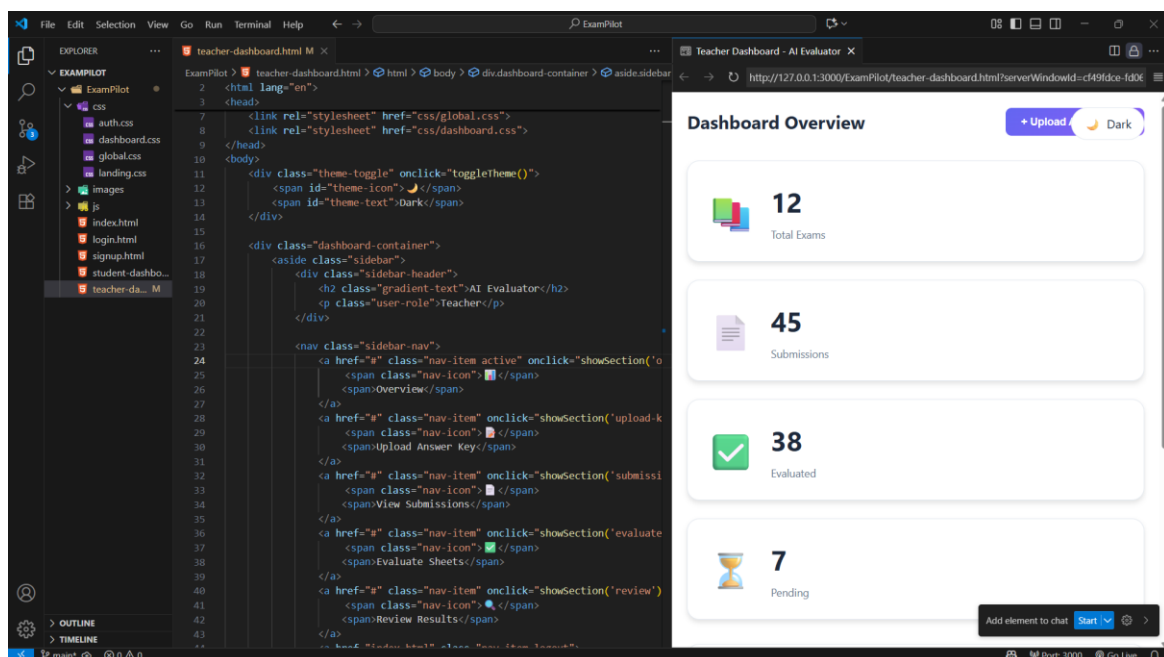 File Edit Selection View Go Run Terminal Help
ExamPilot
EXPLORER
EXAMPILOT
ExamPilot
css
auth.css
dashboard.css
global.css
landing.css
images
js
index.html
login.html
signup.html
student-dashbo...
teacher-da... M
OUTLINE
TIMELINE
teacher-dashboard.html M
ExamPilot > teacher-dashboard.html > html > body > div.dashboard-container > aside.sidebar
2 <html lang="en">
3 <head>
7 <link rel="stylesheet" href="css/global.css">
8 <link rel="stylesheet" href="css/dashboard.css">
9 </head>
10 <body>
11 <div class="theme-toggle" onclick="toggleTheme()">
12 <span id="theme-icon">🌙</span>
13 <span id="theme-text">Dark</span>
14 </div>
15
16 <div class="dashboard-container">
17 <aside class="sidebar">
18 <div class="sidebar-header">
19 <h2 class="gradient-text">AI Evaluator</h2>
20 <p class="user-role">Teacher</p>
21 </div>
22
23 <nav class="sidebar-nav">
24 <a href="#" class="nav-item active" onclick="showSection('o
25 <span class="nav-icon">📊</span>
26 <span>Overview</span>
27 </a>
28 <a href="#" class="nav-item" onclick="showSection('upload-k
29 <span class="nav-icon">📝</span>
30 <span>Upload Answer Key</span>
31 </a>
32 <a href="#" class="nav-item" onclick="showSection('submissi
33 <span class="nav-icon">📄</span>
34 <span>View Submissions</span>
35 </a>
36 <a href="#" class="nav-item" onclick="showSection('evaluate
37 <span class="nav-icon">✅</span>
38 <span>Evaluate Sheets</span>
39 </a>
40 <a href="#" class="nav-item" onclick="showSection('review')
41 <span class="nav-icon">🔍</span>
42 <span>Review Results</span>
43 </a>
Teacher Dashboard - AI Evaluator
http://127.0.0.1:3000/ExamPilot/teacher-dashboard.html?serverWindowId=cf49fdce-fd06
Dashboard Overview
+ Upload
Dark
12
Total Exams
45
Submissions
38
Evaluated
7
Pending
Add element to chat Start
main* 0 0
Port: 3000 Go Live